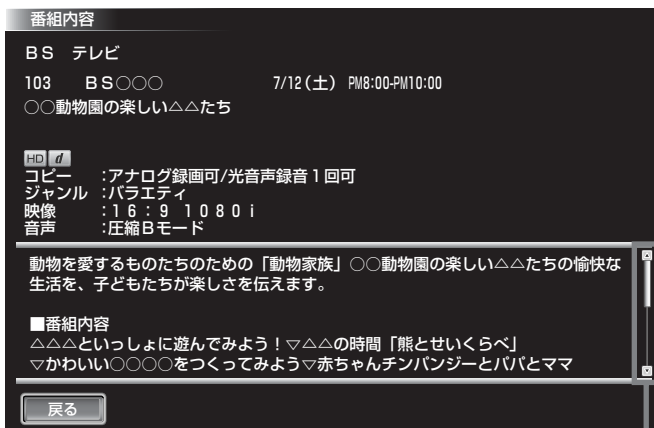 番組内容
BS テレビ
103 BS○○○ 7/12(土) PM8:00-PM10:00
○○動物園の楽しい△△たち
HD d
コピー :アナログ録画可/光音声録音1回可
ジャンル :バラエティ
映像 :16:9 1080i
音声 :圧縮Bモード
動物を愛するものたちのための「動物家族」○○動物園の楽しい△△たちの愉快な
生活を、子どもたちが楽しさを伝えます。
■番組内容
△△△といっしょに遊んでみよう!▽△△の時間「熊とせいくらべ」
▽かわいい○○○○をつくってみよう▽赤ちゃんチンパンジーとパパとママ
戻る